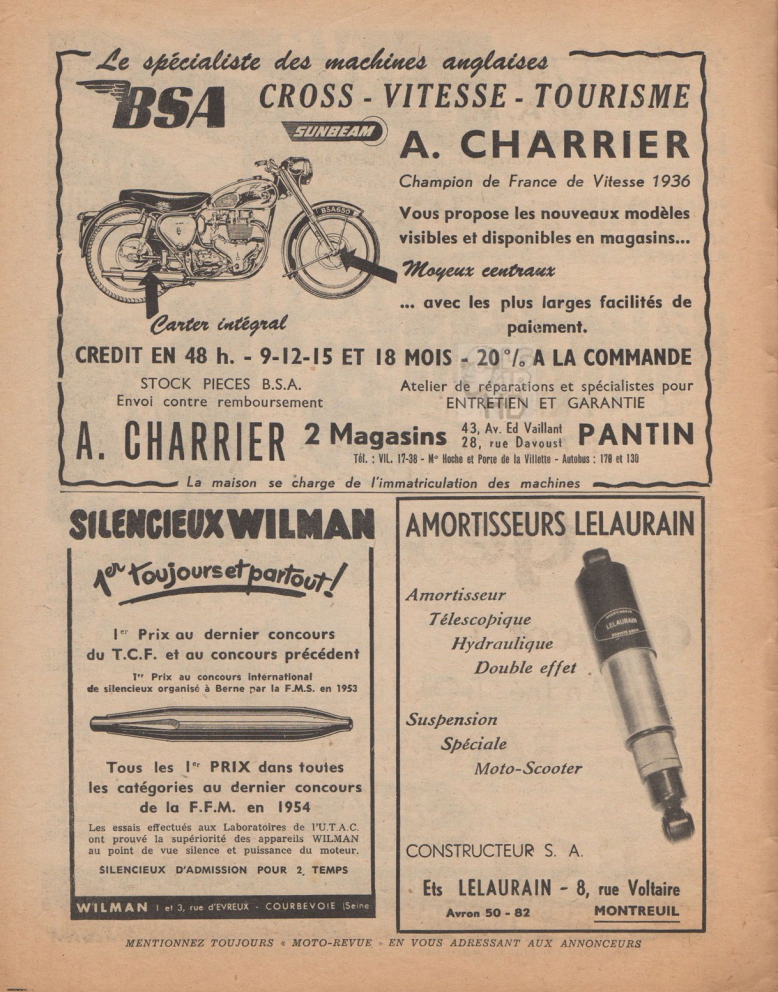 Le spécialiste des machines anglaises
BSA
CROSS - VITESSE - TOURISME
SUNBEAM
A. CHARRIER
Champion de France de Vitesse 1936
Vous propose les nouveaux modèles
visibles et disponibles en magasins...
BSA650
Moyeux centraux
... avec les plus larges facilités de
paiement.
Carter intégral
CREDIT EN 48 h. - 9-12-15 ET 18 MOIS - 20 % A LA COMMANDE
STOCK PIECES B.S.A.
Envoi contre remboursement
Atelier de réparations et spécialistes pour
ENTRETIEN ET GARANTIE
A. CHARRIER 2 Magasins 43, Av. Ed Vaillant
28, rue Davoust PANTIN
Tél. : VIL. 17-38 - Mo Hoche et Porte de la Villette - Autobus : 170 et 130
La maison se charge de l'immatriculation des machines
SILENCIEUX WILMAN
1er toujours et partout!
1er Prix au dernier concours
du T.C.F. et au concours précédent
1er Prix au concours international
de silencieux organisé à Berne par la F.M.S. en 1953
Tous les 1er PRIX dans toutes
les catégories au dernier concours
de la F.F.M. en 1954
Les essais effectués aux Laboratoires de l'U.T.A.C.
ont prouvé la supériorité des appareils WILMAN
au point de vue silence et puissance du moteur.
SILENCIEUX D'ADMISSION POUR 2 TEMPS
WILMAN 1 et 3, rue d'EVREUX - COURBEVOIE (Seine
AMORTISSEURS LELAURAIN
Amortisseur
Télescopique
Hydraulique
Double effet
LELAURAIN
Suspension
Spéciale
Moto-Scooter
CONSTRUCTEUR S. A.
Ets LELAURAIN - 8, rue Voltaire
Avron 50 - 82 MONTREUIL
MENTIONNEZ TOUJOURS « MOTO-REVUE » EN VOUS ADRESSANT AUX ANNONCEURS